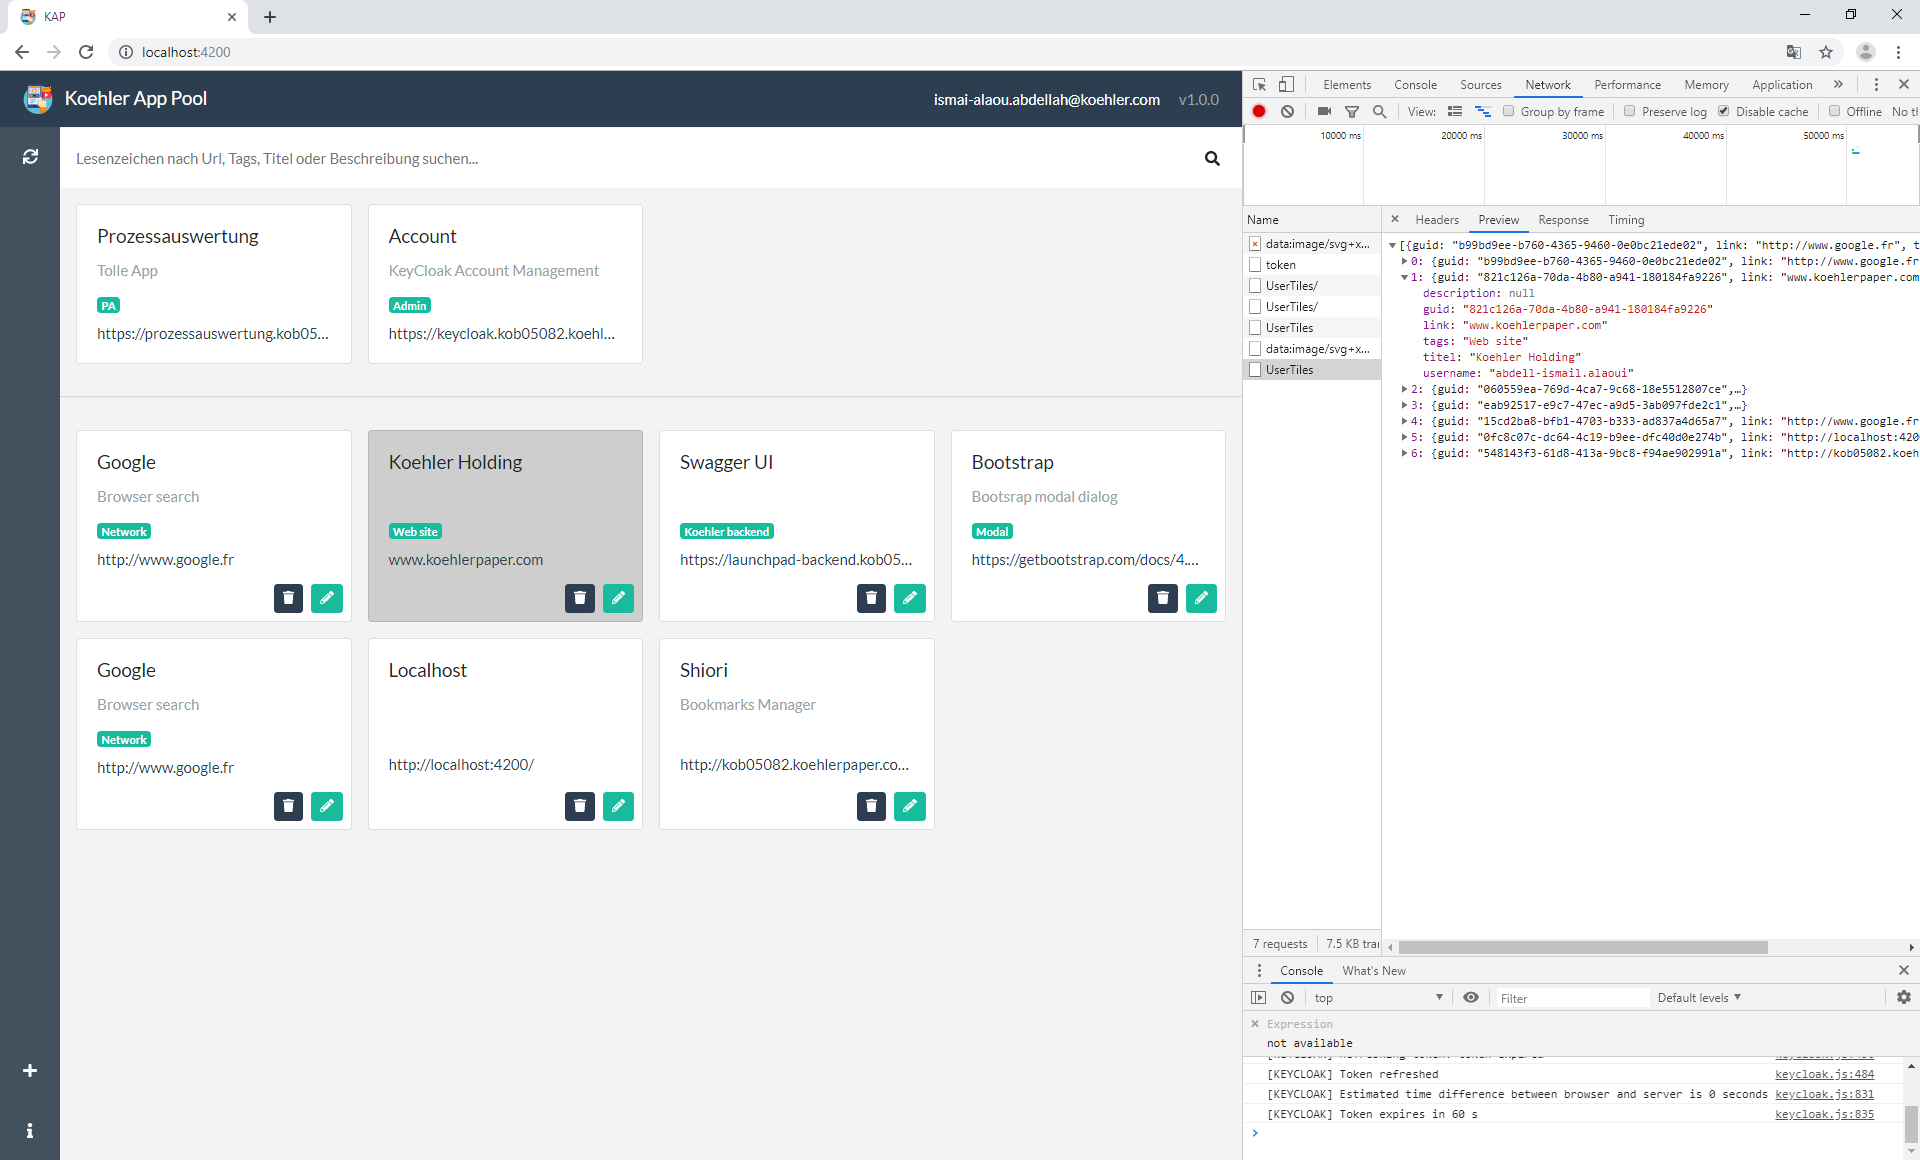 KAP
localhost:4200
Koehler App Pool
ismai-alaou.abdellah@koehler.com v1.0.0
Lesenzeichen nach Url, Tags, Titel oder Beschreibung suchen...
Prozessauswertung
Tolle App
PA
https://prozessauswertung.kob05...
Account
KeyCloak Account Management
Admin
https://keycloak.kob05082.koehl...
Google
Browser search
Network
http://www.google.fr
Koehler Holding
Web site
www.koehlerpaper.com
Swagger UI
Koehler backend
https://launchpad-backend.kob05...
Bootstrap
Bootsrap modal dialog
Modal
https://getbootstrap.com/docs/4....
Google
Browser search
Network
http://www.google.fr
Localhost
http://localhost:4200/
Shiori
Bookmarks Manager
http://kob05082.koehlerpaper.co...
Elements Console Sources Network Performance Memory Application
View: Group by frame Preserve log Disable cache Offline No th
10000 ms 20000 ms 30000 ms 40000 ms 50000 ms
Name
data:image/svg+x...
token
UserTiles/
UserTiles/
UserTiles
data:image/svg+x...
UserTiles
7 requests 7.5 KB tra
Headers Preview Response Timing
[{guid: "b99bd9ee-b760-4365-9460-0e0bc21ede02", link: "http://www.google.fr", t
0: {guid: "b99bd9ee-b760-4365-9460-0e0bc21ede02", link: "http://www.google.fr
1: {guid: "821c126a-70da-4b80-a941-180184fa9226", link: "www.koehlerpaper.com
description: null
guid: "821c126a-70da-4b80-a941-180184fa9226"
link: "www.koehlerpaper.com"
tags: "Web site"
titel: "Koehler Holding"
username: "abdell-ismail.alaoui"
2: {guid: "060559ea-769d-4ca7-9c68-18e5512807ce",…}
3: {guid: "eab92517-e9c7-47ec-a9d5-3ab097fde2c1",…}
4: {guid: "15cd2ba8-bfb1-4703-b333-ad837a4d65a7", link: "http://www.google.fr
5: {guid: "0fc8c07c-dc64-4c19-b9ee-dfc40d0e274b", link: "http://localhost:420
6: {guid: "548143f3-61d8-413a-9bc8-f94ae902991a", link: "http://kob05082.koeh
Console What's New
top Filter Default levels
Expression
not available
[KEYCLOAK] Token refreshed keycloak.js:484
[KEYCLOAK] Estimated time difference between browser and server is 0 seconds keycloak.js:831
[KEYCLOAK] Token expires in 60 s keycloak.js:835